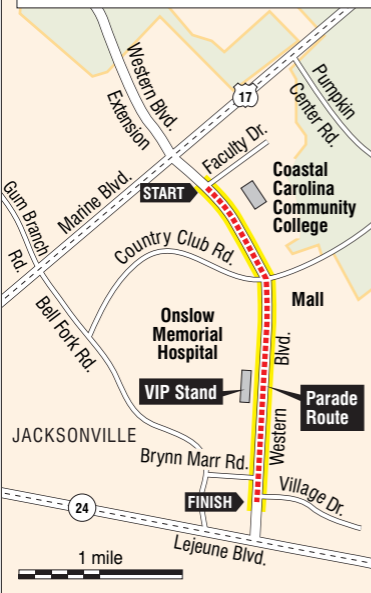 Western Blvd.
Extension
17
Pumpkin
Center Rd.
Faculty Dr.
Marine Blvd.
START
Coastal
Carolina
Community
College
Gum Branch
Rd.
Country Club Rd.
Mall
Bell Fork Rd.
Onslow
Memorial
Hospital
Western Blvd.
VIP Stand
Parade
Route
JACKSONVILLE
Brynn Marr Rd.
Village Dr.
FINISH
24
Lejeune Blvd.
1 mile